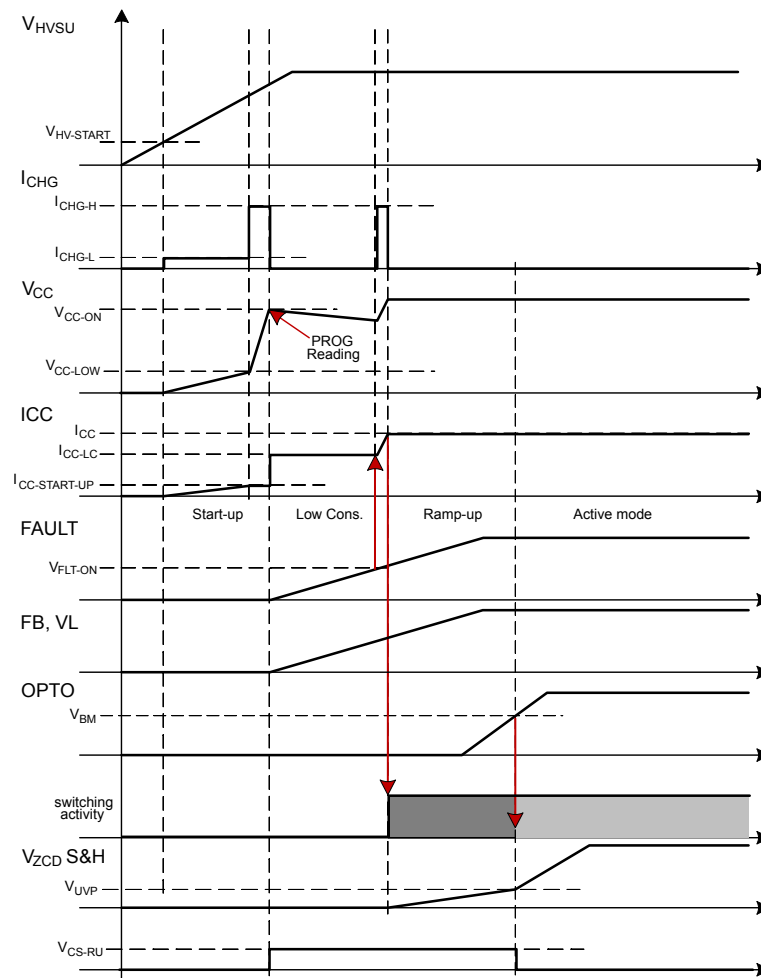 VHVSU
VHV-START
ICHG
ICHG-H
ICHG-L
VCC
VCC-ON
PROG
Reading
VCC-LOW
ICC
ICC
ICC-LC
ICC-START-UP
Start-up
Low Cons.
Ramp-up
Active mode
FAULT
VFLT-ON
FB, VL
OPTO
VBM
switching
activity
VZCD S&H
VUVP
VCS-RU